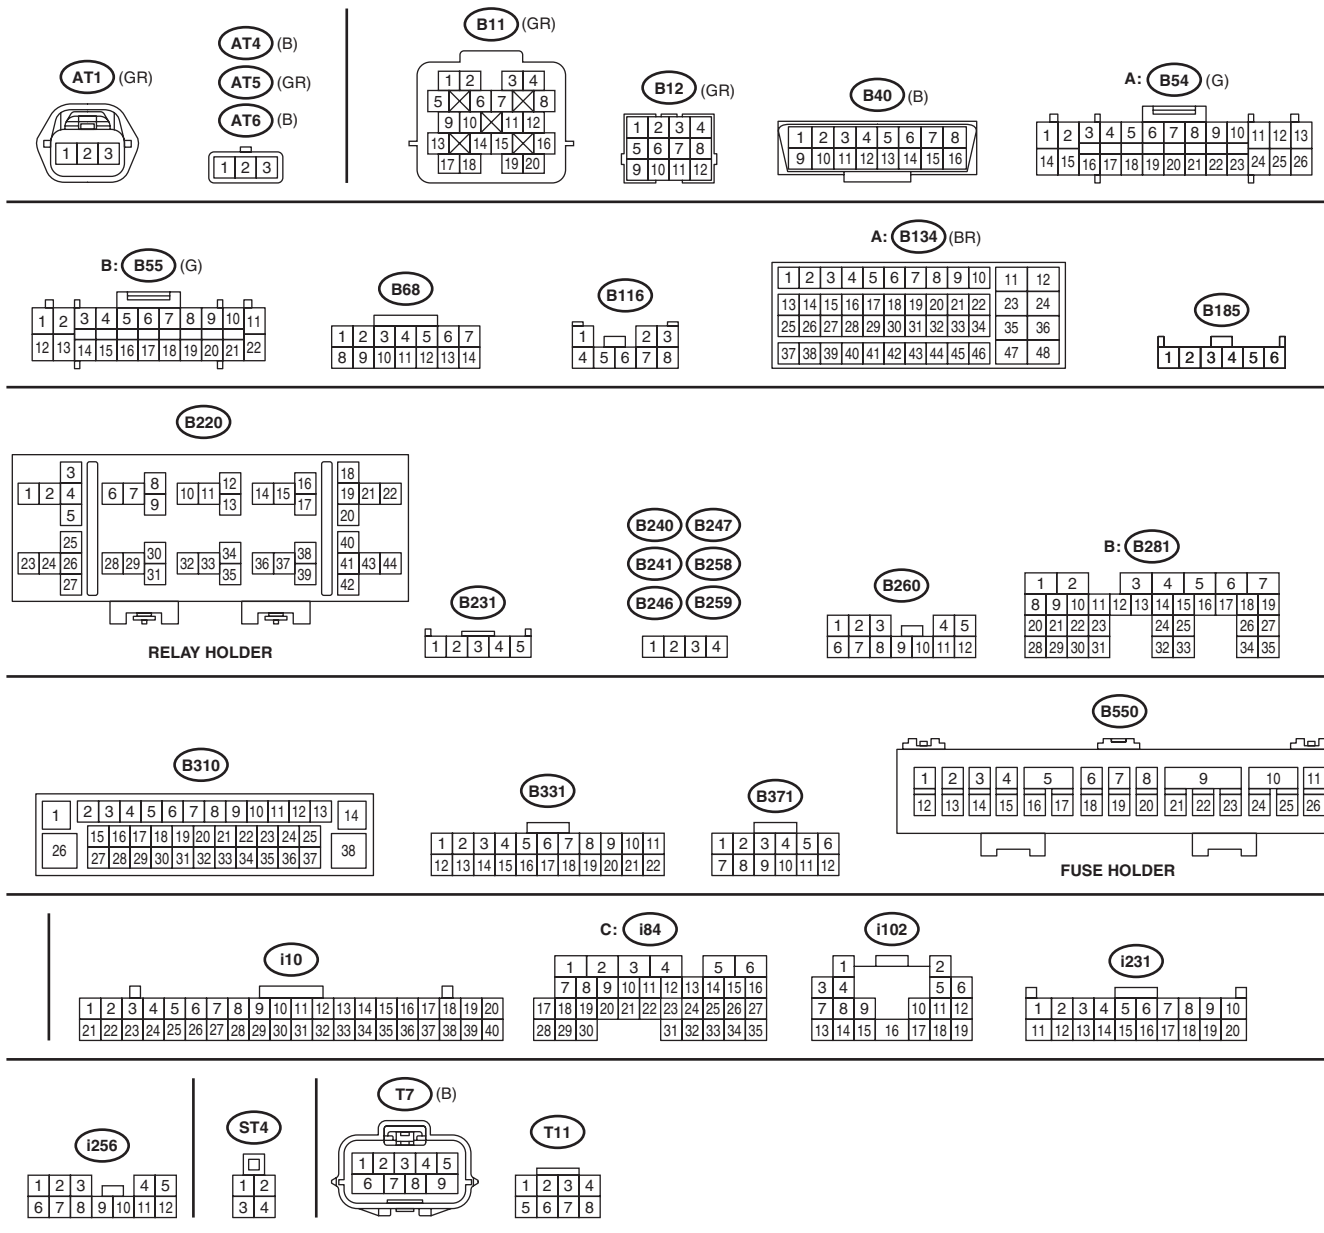 AT1 (GR)
1 2 3
AT4 (B)
AT5 (GR)
AT6 (B)
1 2 3
B11 (GR)
1 2 3 4
5 6 7 8
9 10 11 12
13 14 15 16
17 18 19 20
B12 (GR)
1 2 3 4
5 6 7 8
9 10 11 12
B40 (B)
1 2 3 4 5 6 7 8
9 10 11 12 13 14 15 16
A: B54 (G)
1 2 3 4 5 6 7 8 9 10 11 12 13
14 15 16 17 18 19 20 21 22 23 24 25 26
B: B55 (G)
1 2 3 4 5 6 7 8 9 10 11
12 13 14 15 16 17 18 19 20 21 22
B68
1 2 3 4 5 6 7
8 9 10 11 12 13 14
B116
1 2 3
4 5 6 7 8
A: B134 (BR)
1 2 3 4 5 6 7 8 9 10 11 12
13 14 15 16 17 18 19 20 21 22 23 24
25 26 27 28 29 30 31 32 33 34 35 36
37 38 39 40 41 42 43 44 45 46 47 48
B185
1 2 3 4 5 6
B220
3 8 12 16 18
1 2 4 6 7 10 11 14 15 19 21 22
5 9 13 17 20
25 30 34 38 40
23 24 26 28 29 32 33 36 37 41 43 44
27 31 35 39 42
RELAY HOLDER
B231
1 2 3 4 5
B240 B247
B241 B258
B246 B259
1 2 3 4
B260
1 2 3 4 5
6 7 8 9 10 11 12
B: B281
1 2 3 4 5 6 7
8 9 10 11 12 13 14 15 16 17 18 19
20 21 22 23 24 25 26 27
28 29 30 31 32 33 34 35
B310
1 2 3 4 5 6 7 8 9 10 11 12 13 14
15 16 17 18 19 20 21 22 23 24 25
26 27 28 29 30 31 32 33 34 35 36 37 38
B331
1 2 3 4 5 6 7 8 9 10 11
12 13 14 15 16 17 18 19 20 21 22
B371
1 2 3 4 5 6
7 8 9 10 11 12
B550
1 2 3 4 5 6 7 8 9 10 11
12 13 14 15 16 17 18 19 20 21 22 23 24 25 26
FUSE HOLDER
i10
1 2 3 4 5 6 7 8 9 10 11 12 13 14 15 16 17 18 19 20
21 22 23 24 25 26 27 28 29 30 31 32 33 34 35 36 37 38 39 40
C: i84
1 2 3 4 5 6
7 8 9 10 11 12 13 14 15 16
17 18 19 20 21 22 23 24 25 26 27
28 29 30 31 32 33 34 35
i102
1 2
3 4 5 6
7 8 9 10 11 12
13 14 15 16 17 18 19
i231
1 2 3 4 5 6 7 8 9 10
11 12 13 14 15 16 17 18 19 20
i256
1 2 3 4 5
6 7 8 9 10 11 12
ST4
1 2
3 4
T7 (B)
1 2 3 4 5
6 7 8 9
T11
1 2 3 4
5 6 7 8